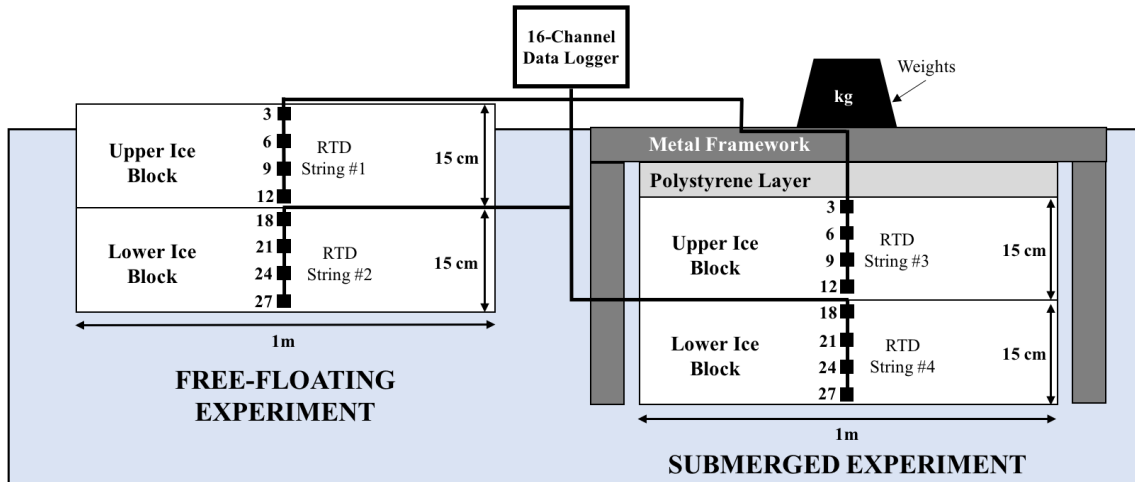 16-Channel
Data Logger
Weights
kg
3
6
9
12
Upper Ice
Block
RTD
String #1
15 cm
18
21
24
27
Lower Ice
Block
RTD
String #2
15 cm
1m
FREE-FLOATING
EXPERIMENT
Metal Framework
Polystyrene Layer
3
6
9
12
Upper Ice
Block
RTD
String #3
15 cm
18
21
24
27
Lower Ice
Block
RTD
String #4
15 cm
1m
SUBMERGED EXPERIMENT